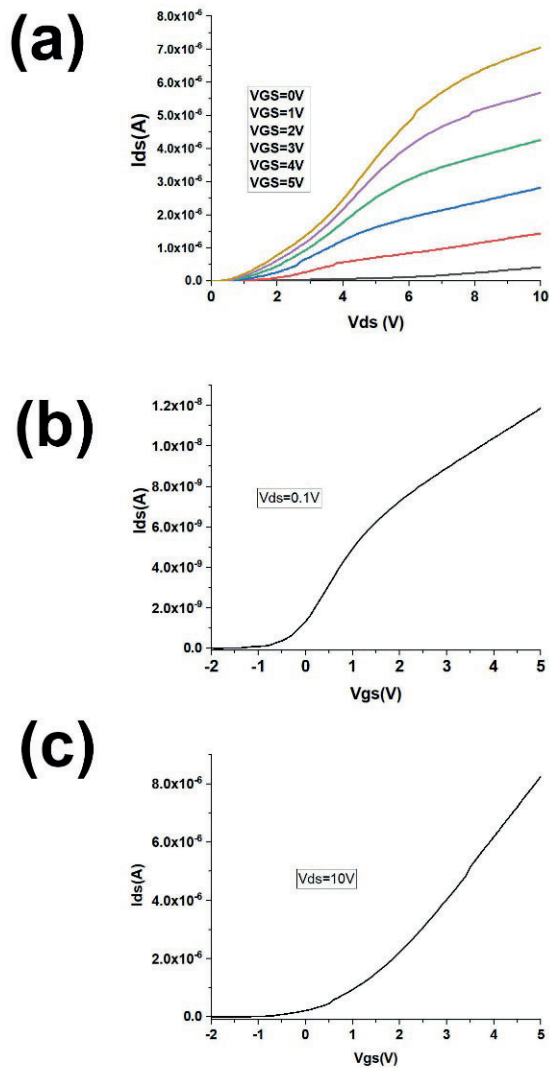 (a)
8.0x10-6
7.0x10-6
6.0x10-6
5.0x10-6
4.0x10-6
3.0x10-6
2.0x10-6
1.0x10-6
0.0
Ids(A)
VGS=0V
VGS=1V
VGS=2V
VGS=3V
VGS=4V
VGS=5V
0 2 4 6 8 10
Vds (V)
(b)
1.2x10-8
1.0x10-8
8.0x10-9
6.0x10-9
4.0x10-9
2.0x10-9
0.0
Ids(A)
Vds=0.1V
-2 -1 0 1 2 3 4 5
Vgs(V)
(c)
8.0x10-6
6.0x10-6
4.0x10-6
2.0x10-6
0.0
Ids(A)
Vds=10V
-2 -1 0 1 2 3 4 5
Vgs(V)